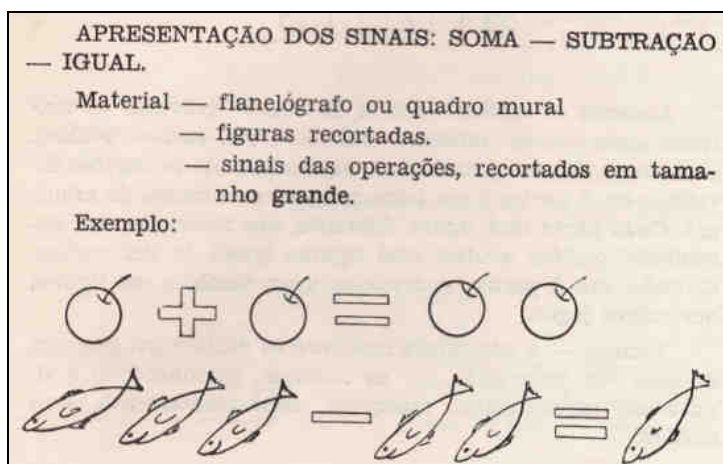 APRESENTAÇÃO DOS SINAIS: SOMA — SUBTRAÇÃO
— IGUAL.
Material — flanelógrafo ou quadro mural
— figuras recortadas.
— sinais das operações, recortados em tama-
nho grande.
Exemplo:
+ =
— =